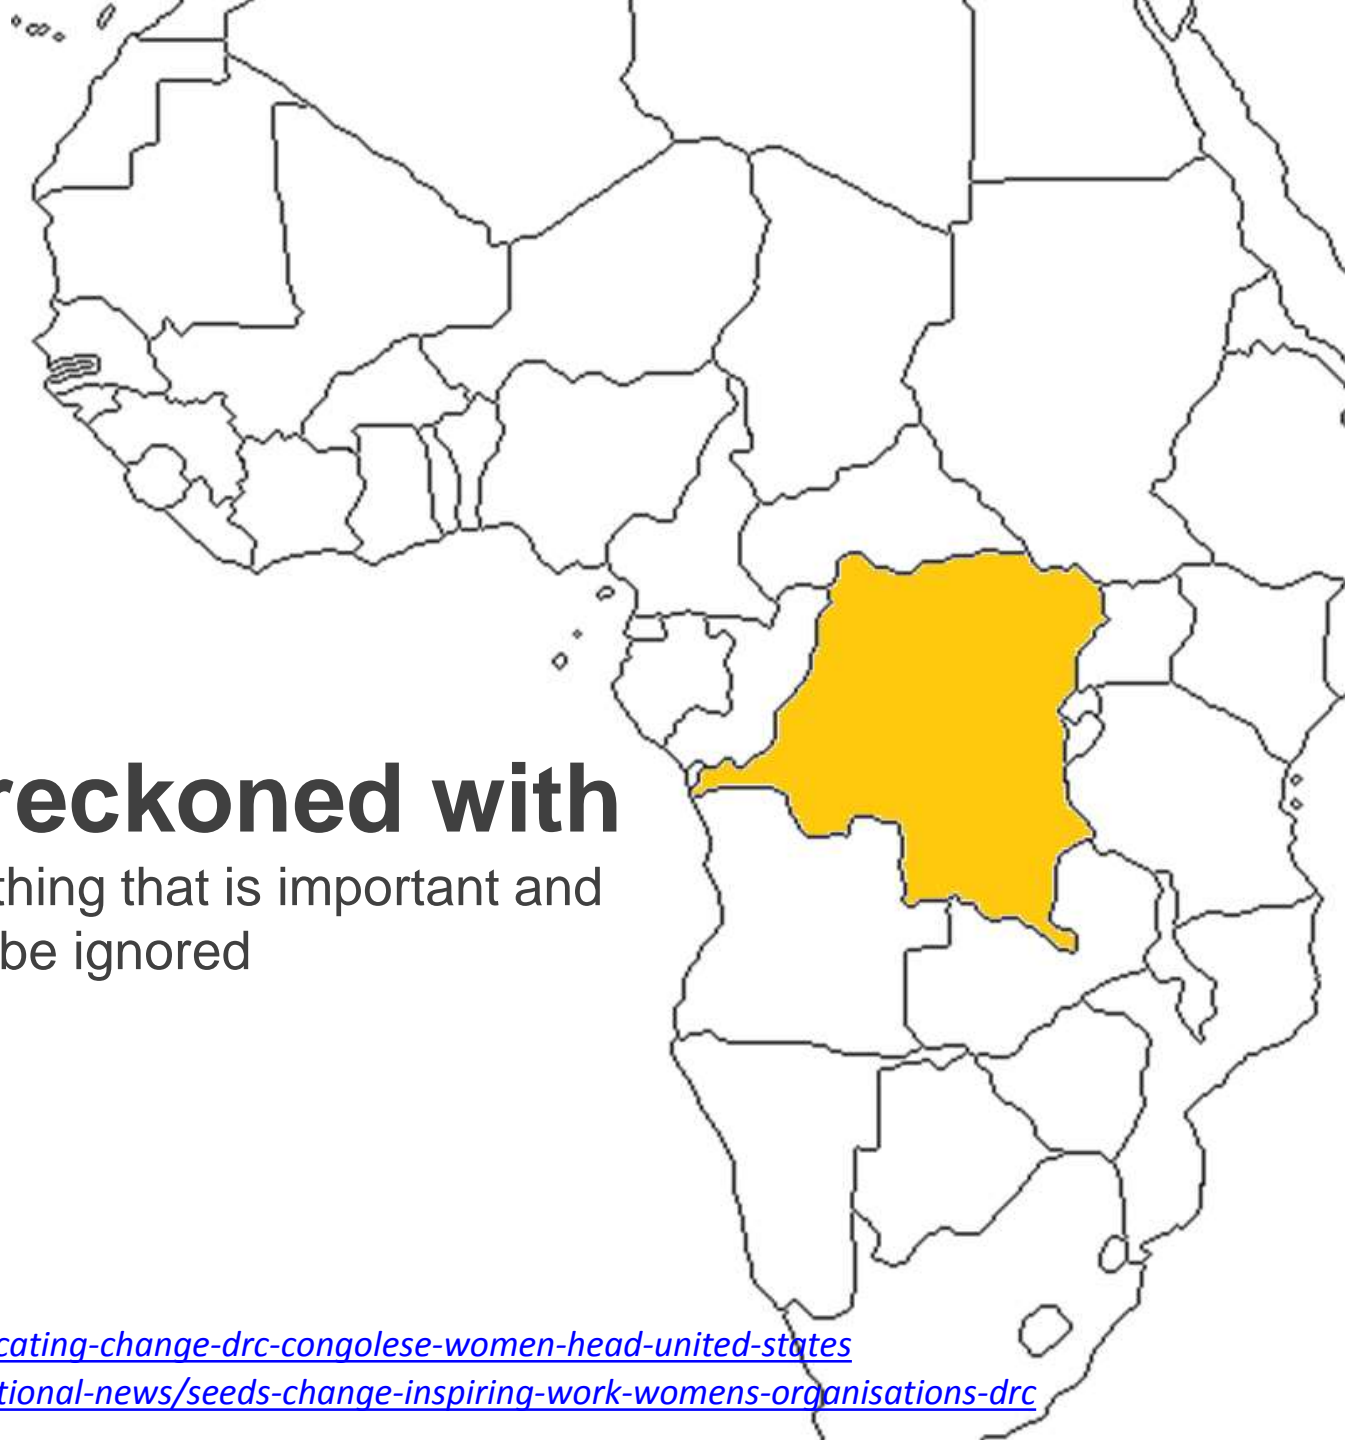 reckoned with
thing that is important and
be ignored
cating-change-drc-congolese-women-head-united-states
tional-news/seeds-change-inspiring-work-womens-organisations-drc